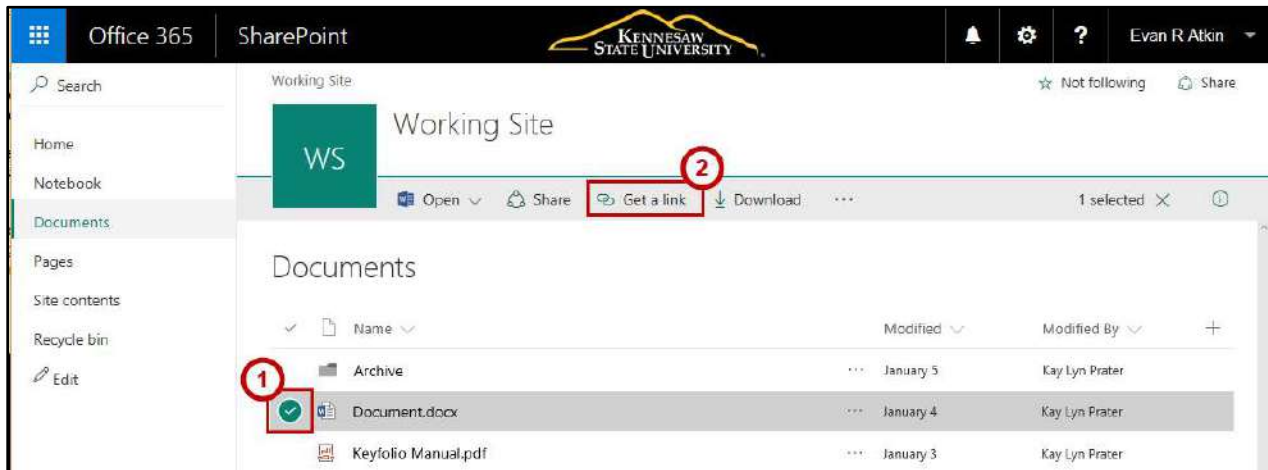 Office 365 SharePoint KENNESAW STATE UNIVERSITY ? Evan R Atkin
Search
Home
Notebook
Documents
Pages
Site contents
Recycle bin
Edit
Working Site
Not following Share
WS
Working Site
2
Open Share Get a link Download ... 1 selected
Documents
Name Modified Modified By
Archive ... January 5 Kay Lyn Prater
1
Document.docx ... January 4 Kay Lyn Prater
Keyfolio Manual.pdf ... January 3 Kay Lyn Prater